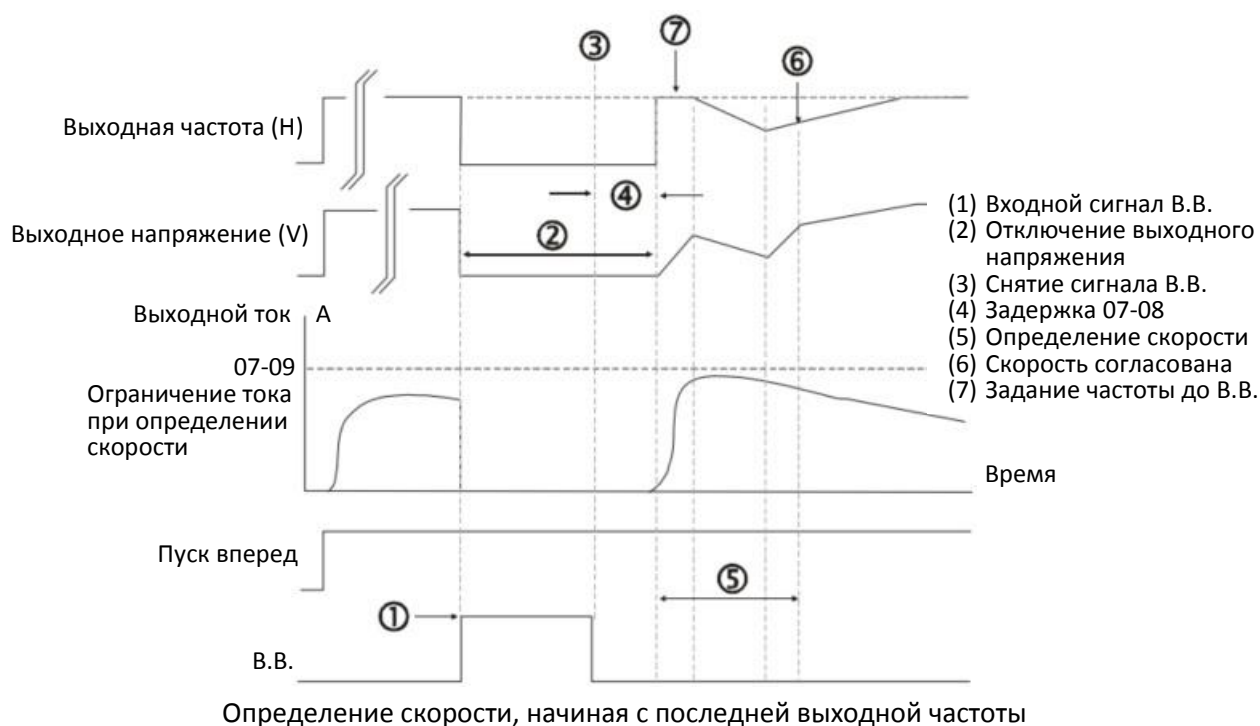 ③
⑦
⑥
Выходная частота (H)
④
Выходное напряжение (V)
②
(1) Входной сигнал В.В.
(2) Отключение выходного
напряжения
(3) Снятие сигнала В.В.
(4) Задержка 07-08
(5) Определение скорости
(6) Скорость согласована
(7) Задание частоты до В.В.
Выходной ток A
07-09
Ограничение тока
при определении
скорости
Время
Пуск вперед
⑤
①
В.В.
Определение скорости, начиная с последней выходной частоты